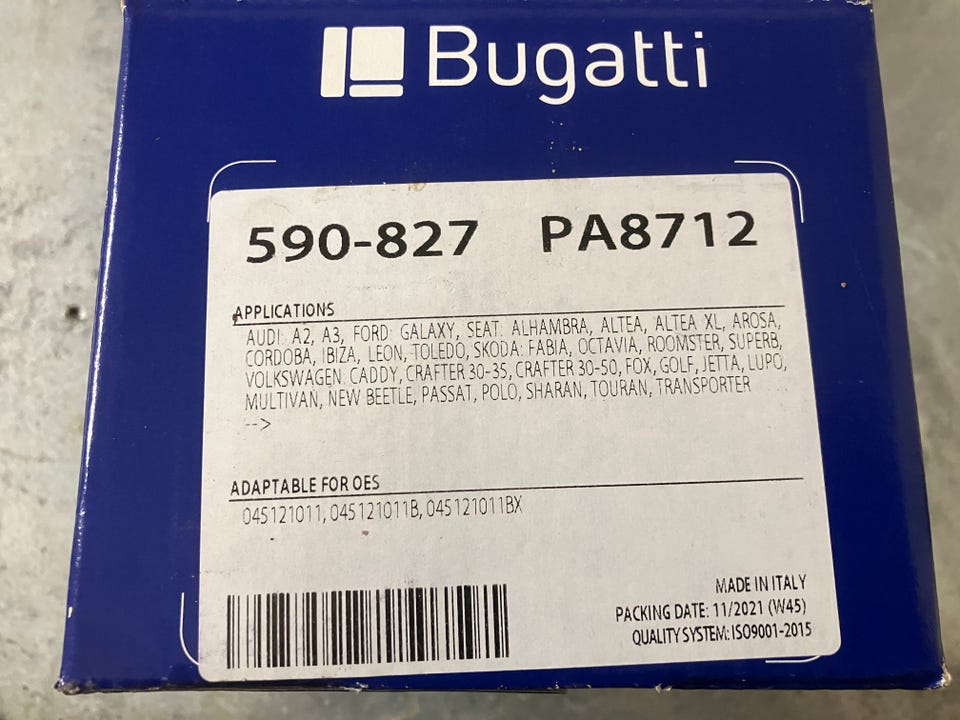 Bugatti
590-827 PA8712
APPLICATIONS
AUDI: A2, A3, FORD: GALAXY, SEAT: ALHAMBRA, ALTEA, ALTEA XL, AROSA,
CORDOBA, IBIZA, LEON, TOLEDO, SKODA: FABIA, OCTAVIA, ROOMSTER, SUPERB,
VOLKSWAGEN: CADDY, CRAFTER 30-35, CRAFTER 30-50, FOX, GOLF, JETTA, LUPO,
MULTIVAN, NEW BEETLE, PASSAT, POLO, SHARAN, TOURAN, TRANSPORTER
-->
ADAPTABLE FOR OES
045121011, 045121011B, 045121011BX
MADE IN ITALY
PACKING DATE: 11/2021 (W45)
QUALITY SYSTEM: ISO9001-2015